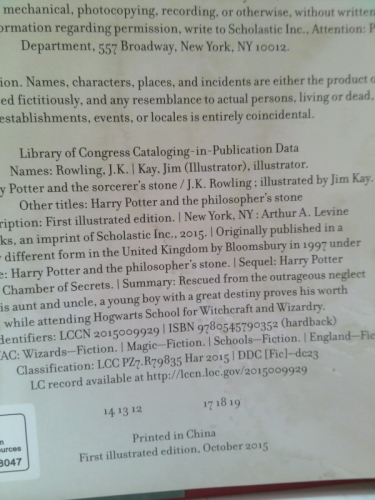 mechanical, photocopying, recording, or otherwise, without written
ormation regarding permission, write to Scholastic Inc., Attention: P
Department, 557 Broadway, New York, NY 10012.
ion. Names, characters, places, and incidents are either the product o
ed fictitiously, and any resemblance to actual persons, living or dead,
establishments, events, or locales is entirely coincidental.
Library of Congress Cataloging-in-Publication Data
Names: Rowling, J.K. | Kay, Jim (Illustrator), illustrator.
y Potter and the sorcerer's stone / J.K. Rowling ; illustrated by Jim Kay.
Other titles: Harry Potter and the philosopher's stone
ription: First illustrated edition. | New York, NY : Arthur A. Levine
ks, an imprint of Scholastic Inc., 2015. | Originally published in a
y different form in the United Kingdom by Bloomsbury in 1997 under
e: Harry Potter and the philosopher's stone. | Sequel: Harry Potter
Chamber of Secrets. | Summary: Rescued from the outrageous neglect
is aunt and uncle, a young boy with a great destiny proves his worth
while attending Hogwarts School for Witchcraft and Wizardry.
dentifiers: LCCN 2015009929 | ISBN 9780545790352 (hardback)
AC: Wizards—Fiction. | Magic—Fiction. | Schools—Fiction. | England—Fic
Classification: LCC PZ7.R79835 Har 2015 | DDC [Fic]—dc23
LC record available at http://lccn.loc.gov/2015009929
14 13 12 17 18 19
Printed in China
First illustrated edition, October 2015
n
ources
8047